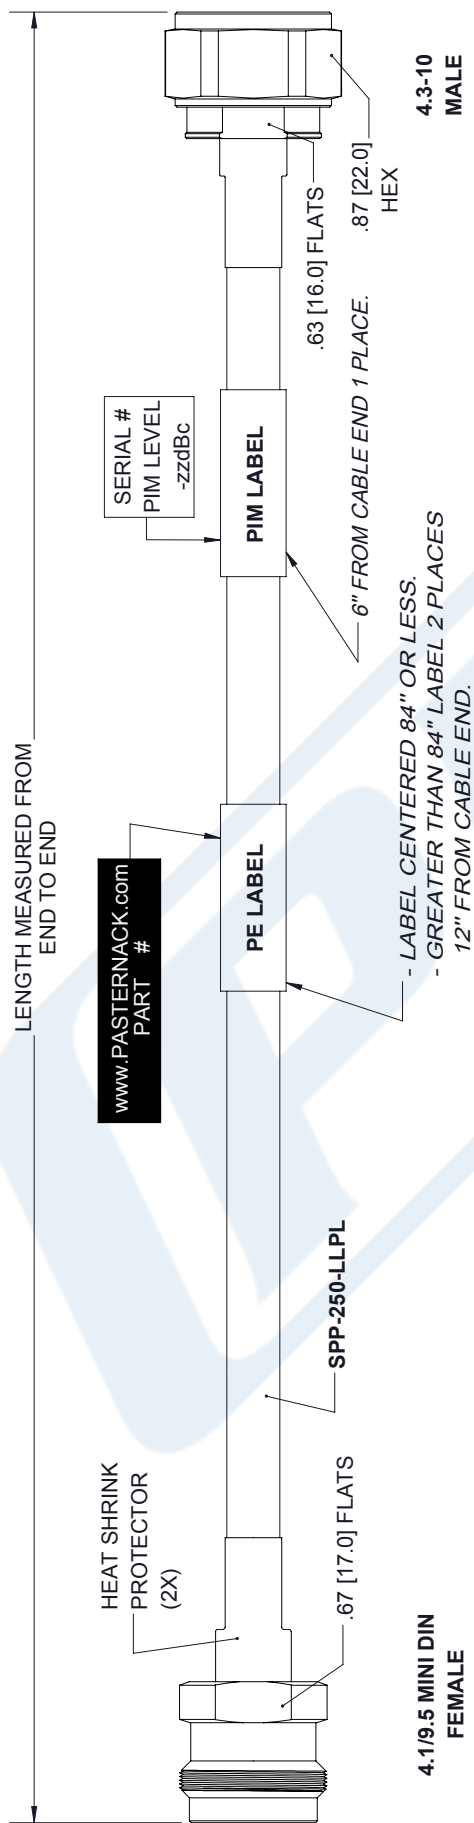 LENGTH MEASURED FROM
END TO END
HEAT SHRINK
PROTECTOR
(2X)
www.PASTERNACK.com
PART #
SERIAL #
PIM LEVEL
-zzdBc
PE LABEL
PIM LABEL
.67 [17.0] FLATS
SPP-250-LLPL
- LABEL CENTERED 84" OR LESS.
- GREATER THAN 84" LABEL 2 PLACES
12" FROM CABLE END.
6" FROM CABLE END 1 PLACE.
.63 [16.0] FLATS
.87 [22.0]
HEX
4.1/9.5 MINI DIN
FEMALE
4.3-10
MALE